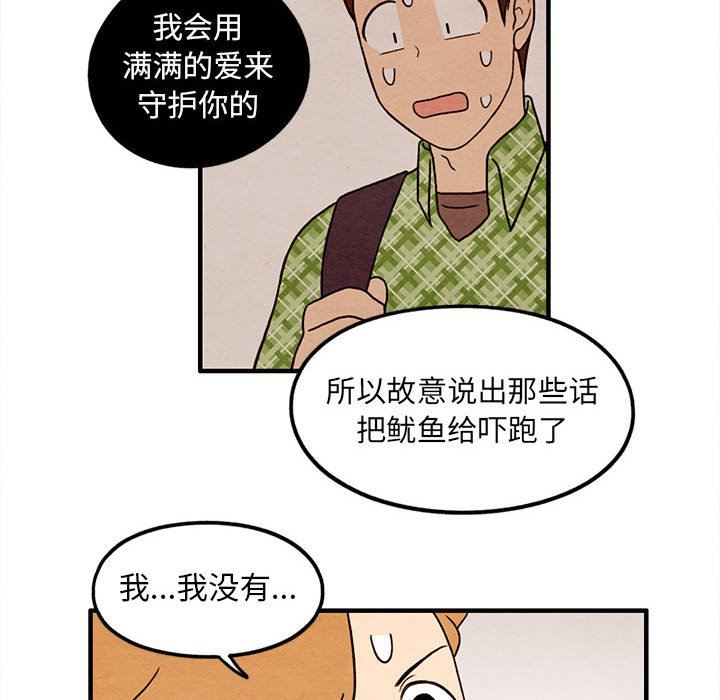 我会用
满满的爱来
守护你的
所以故意说出那些话
把鱿鱼给吓跑了
我...我没有...